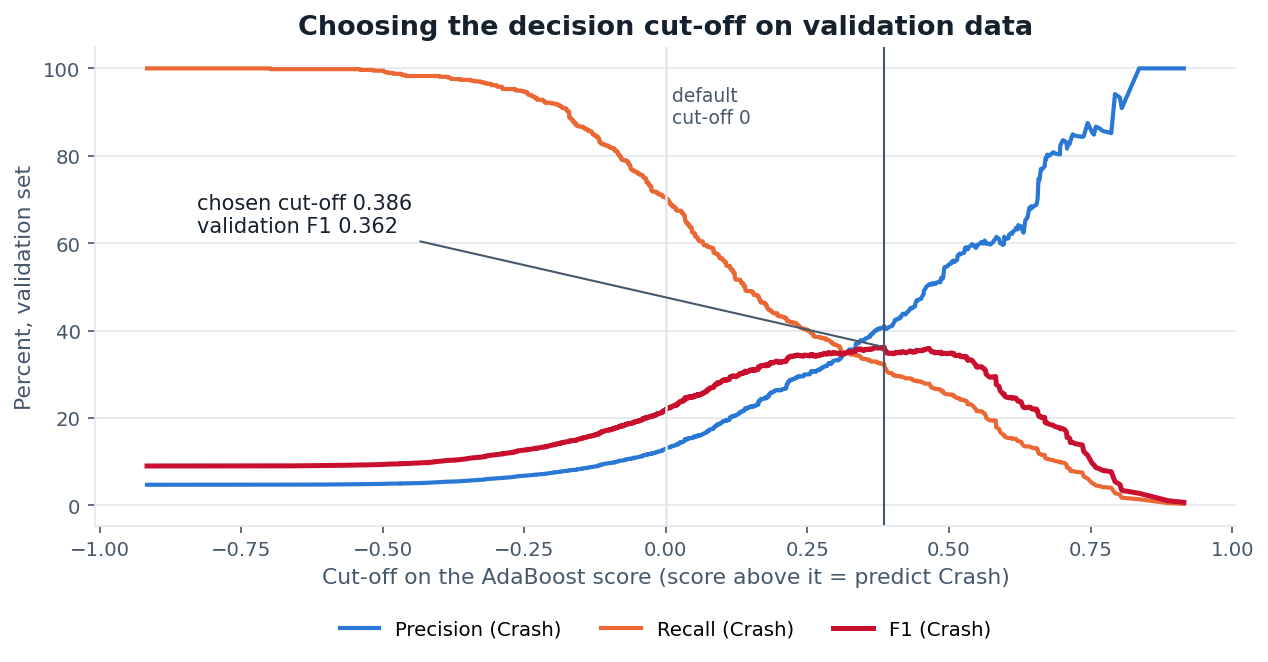 Choosing the decision cut-off on validation data
Percent, validation set
100
80
60
40
20
0
default
cut-off 0
chosen cut-off 0.386
validation F1 0.362
−1.00 −0.75 −0.50 −0.25 0.00 0.25 0.50 0.75 1.00
Cut-off on the AdaBoost score (score above it = predict Crash)
Precision (Crash) Recall (Crash) F1 (Crash)